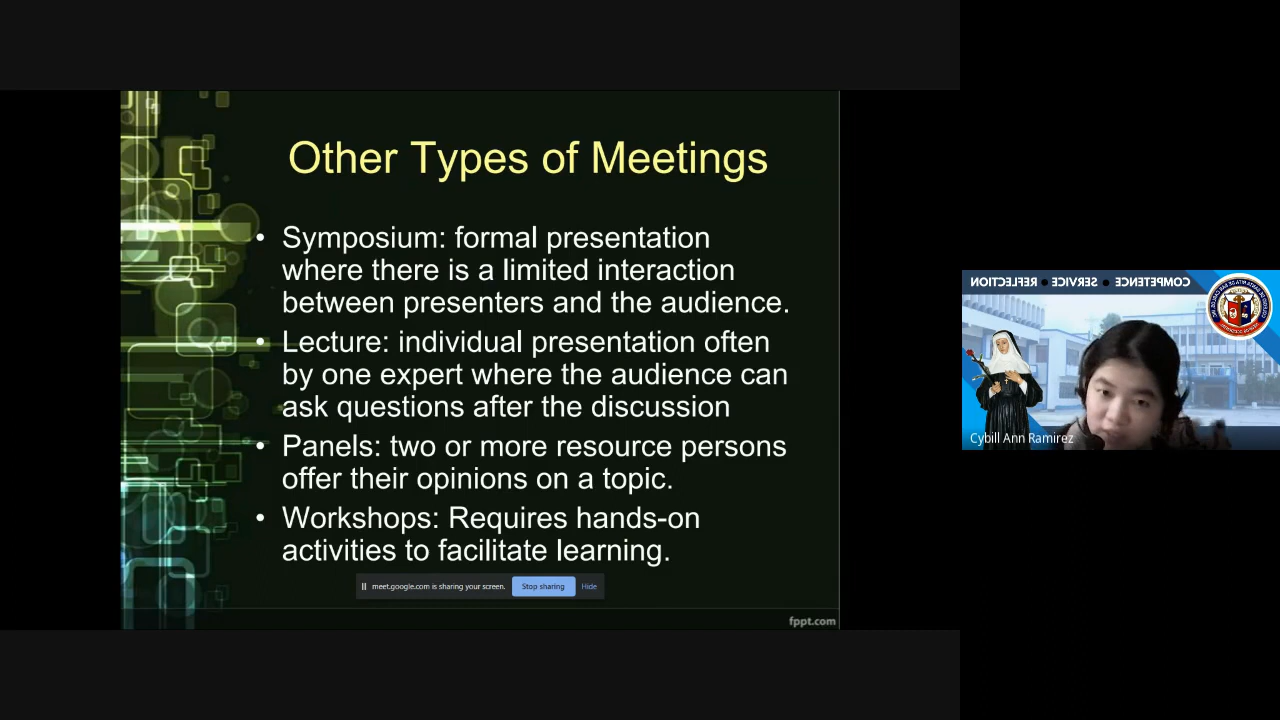 Other Types of Meetings
• Symposium: formal presentation
where there is a limited interaction
between presenters and the audience.
• Lecture: individual presentation often
by one expert where the audience can
ask questions after the discussion
• Panels: two or more resource persons
offer their opinions on a topic.
• Workshops: Requires hands-on
activities to facilitate learning.
meet.google.com is sharing your screen. Stop sharing Hide
fppt.com
COMPETENCE • SERVICE • REFLECTION
Cybill Ann Ramirez